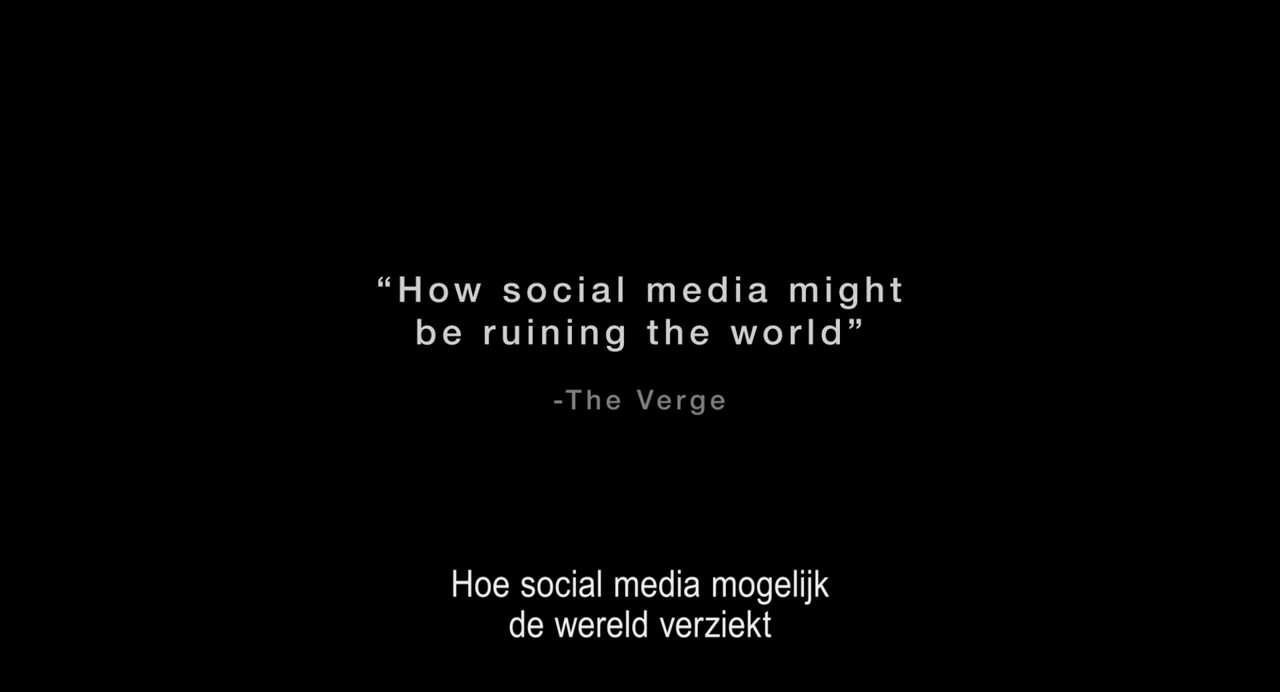 “How social media might
be ruining the world”
-The Verge
Hoe social media mogelijk
de wereld verziekt